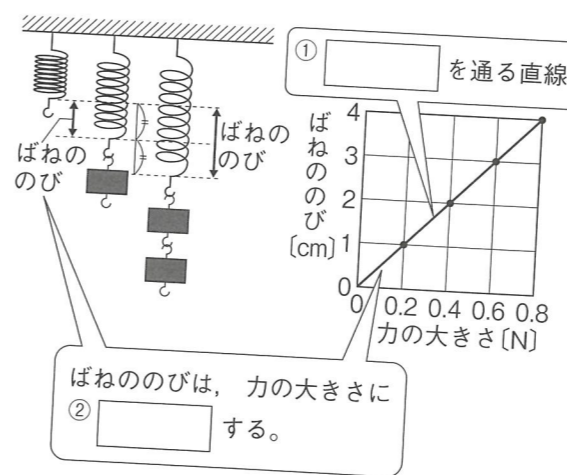 ばねの
のび
ばねの
のび
①
を通る直線
ばねののび
〔cm〕
4
3
2
1
0
0 0.2 0.4 0.6 0.8
力の大きさ〔N〕
ばねののびは， 力の大きさに
② する。